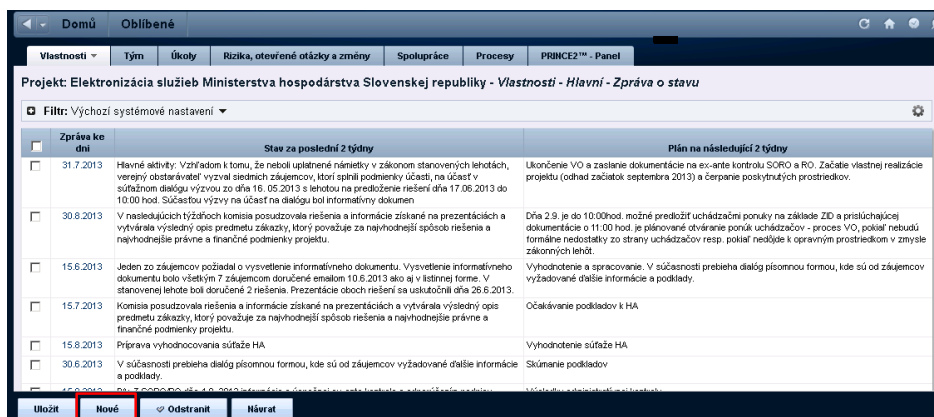 Domů Oblíbené
Vlastnosti Tým Úkoly Rizika, otevřené otázky a změny Spolupráce Procesy PRINCE2™ - Panel
Projekt: Elektronizácia služieb Ministerstva hospodárstva Slovenskej republiky - Vlastnosti - Hlavní - Zpráva o stavu
Filtr: Výchozí systémové nastavení
Zpráva ke
dni
Stav za poslední 2 týdny
Plán na následující 2 týdny
31.7.2013
Hlavné aktivity: Vzhľadom k tomu, že neboli uplatnené námietky v zákonom stanovených lehotách,
verejný obstarávateľ vyzval siedmich záujemcov, ktorí splnili podmienky účasti, na účasť v
súťažnom dialógu výzvou zo dňa 16. 05.2013 s lehotou na predloženie riešení dňa 17.06.2013 do
10:00 hod. Súčasťou výzvy na účasť na dialógu bol informatívny dokumen
Ukončenie VO a zaslanie dokumentácie na ex-ante kontrolu SORO a RO. Začatie vlastnej realizácie
projektu (odhad začiatok septembra 2013) a čerpanie poskytnutých prostriedkov.
30.8.2013
V nasledujúcich týždňoch komisia posudzovala riešenia a informácie získané na prezentáciách a
vytvárala výsledný opis predmetu zákazky, ktorý považuje za najvhodnejší spôsob riešenia a
najvhodnejšie právne a finančné podmienky projektu.
Dňa 2.9. je do 10:00hod. možné predložiť uchádzačmi ponuky na základe ZID a prislúchajúcej
dokumentácie o 11:00 hod. je plánované otváranie ponúk uchádzačov - proces VO, pokiaľ nebudú
formálne nedostatky zo strany uchádzačov resp. pokiaľ nedôjde k opravným prostriedkom v zmysle
zákonných lehôt.
15.6.2013
Jeden zo záujemcov požiadal o vysvetlenie informatívneho dokumentu. Vysvetlenie informatívneho
dokumentu bolo všetkým 7 záujemcom doručené emailom 10.6.2013 ako aj v listinnej forme. V
stanovenej lehote boli doručené 2 riešenia. Prezentácie oboch riešení sa uskutočnili dňa 26.6.2013.
Vyhodnotenie a spracovanie. V súčasnosti prebieha dialóg písomnou formou, kde sú od záujemcov
vyžadované ďalšie informácie a podklady.
15.7.2013
Komisia posudzovala riešenia a informácie získané na prezentáciách a vytvárala výsledný opis
predmetu zákazky, ktorý považuje za najvhodnejší spôsob riešenia a najvhodnejšie právne a
finančné podmienky projektu.
Očakávanie podkladov k HA
15.8.2013
Príprava vyhodnocovania súťaže HA
Vyhodnotenie súťaže HA
30.6.2013
V súčasnosti prebieha dialóg písomnou formou, kde sú od záujemcov vyžadované ďalšie informácie
a podklady.
Skúmanie podkladov
Uložit Nové Odstranit Návrat